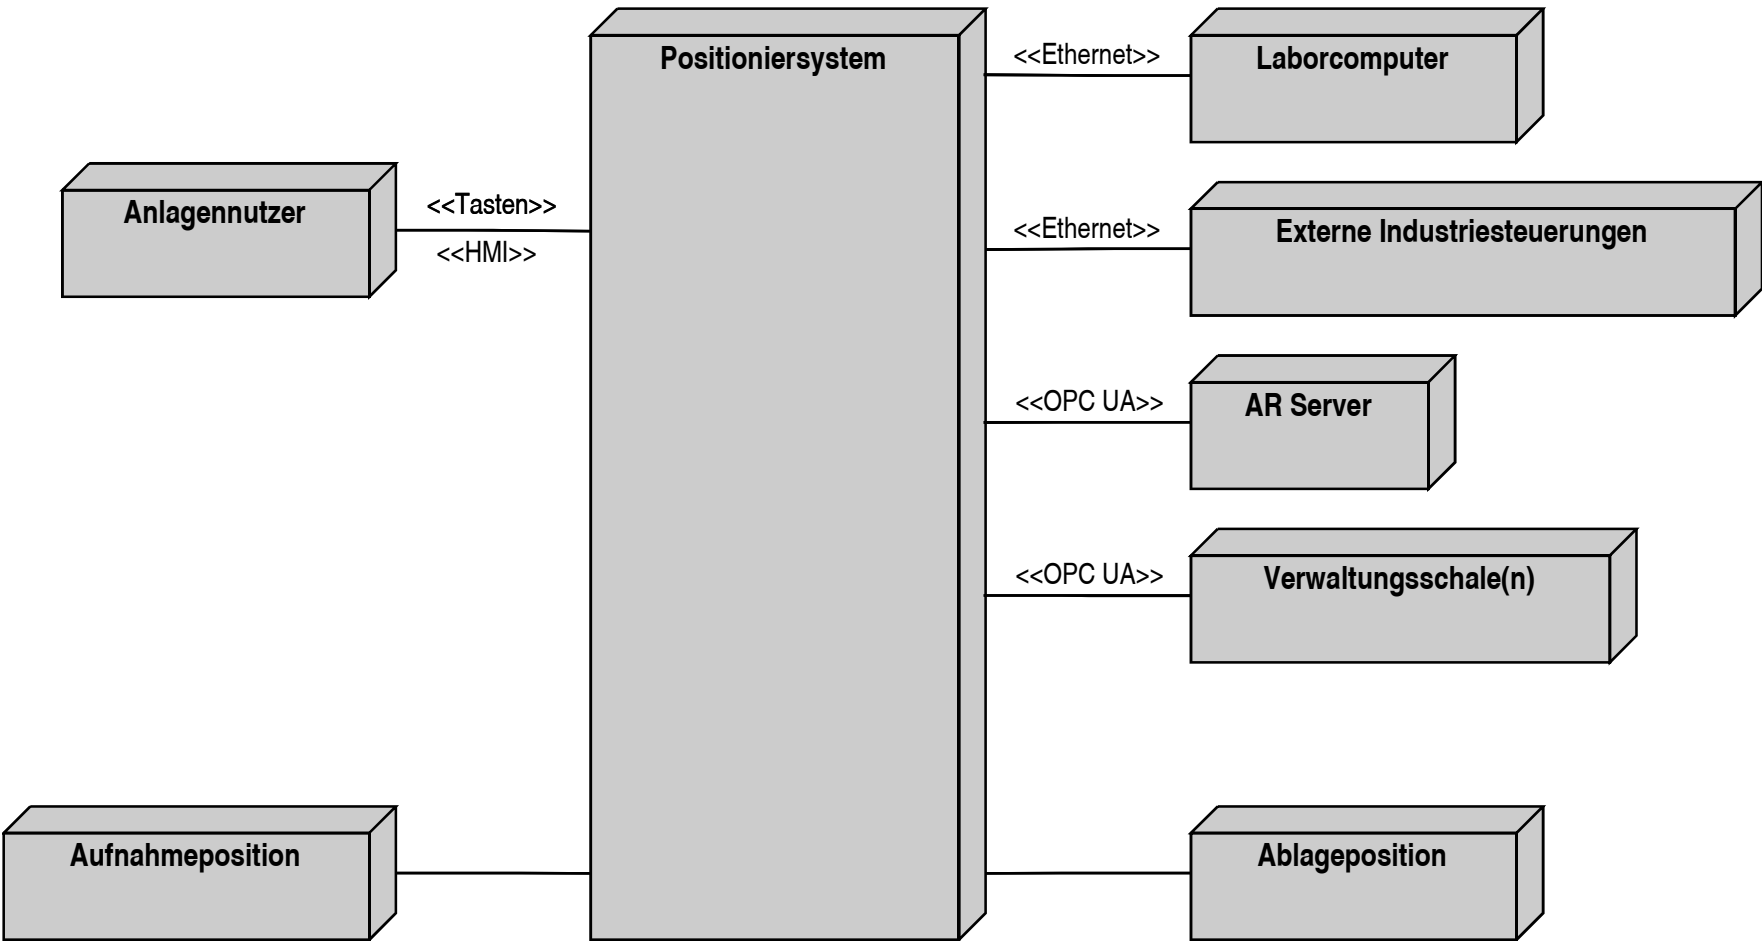 Positioniersystem
<<Ethernet>>
Laborcomputer
Anlagennutzer
<<Tasten>>
<<HMI>>
<<Ethernet>>
Externe Industriesteuerungen
<<OPC UA>>
AR Server
<<OPC UA>>
Verwaltungsschale(n)
Aufnahmeposition
Ablageposition